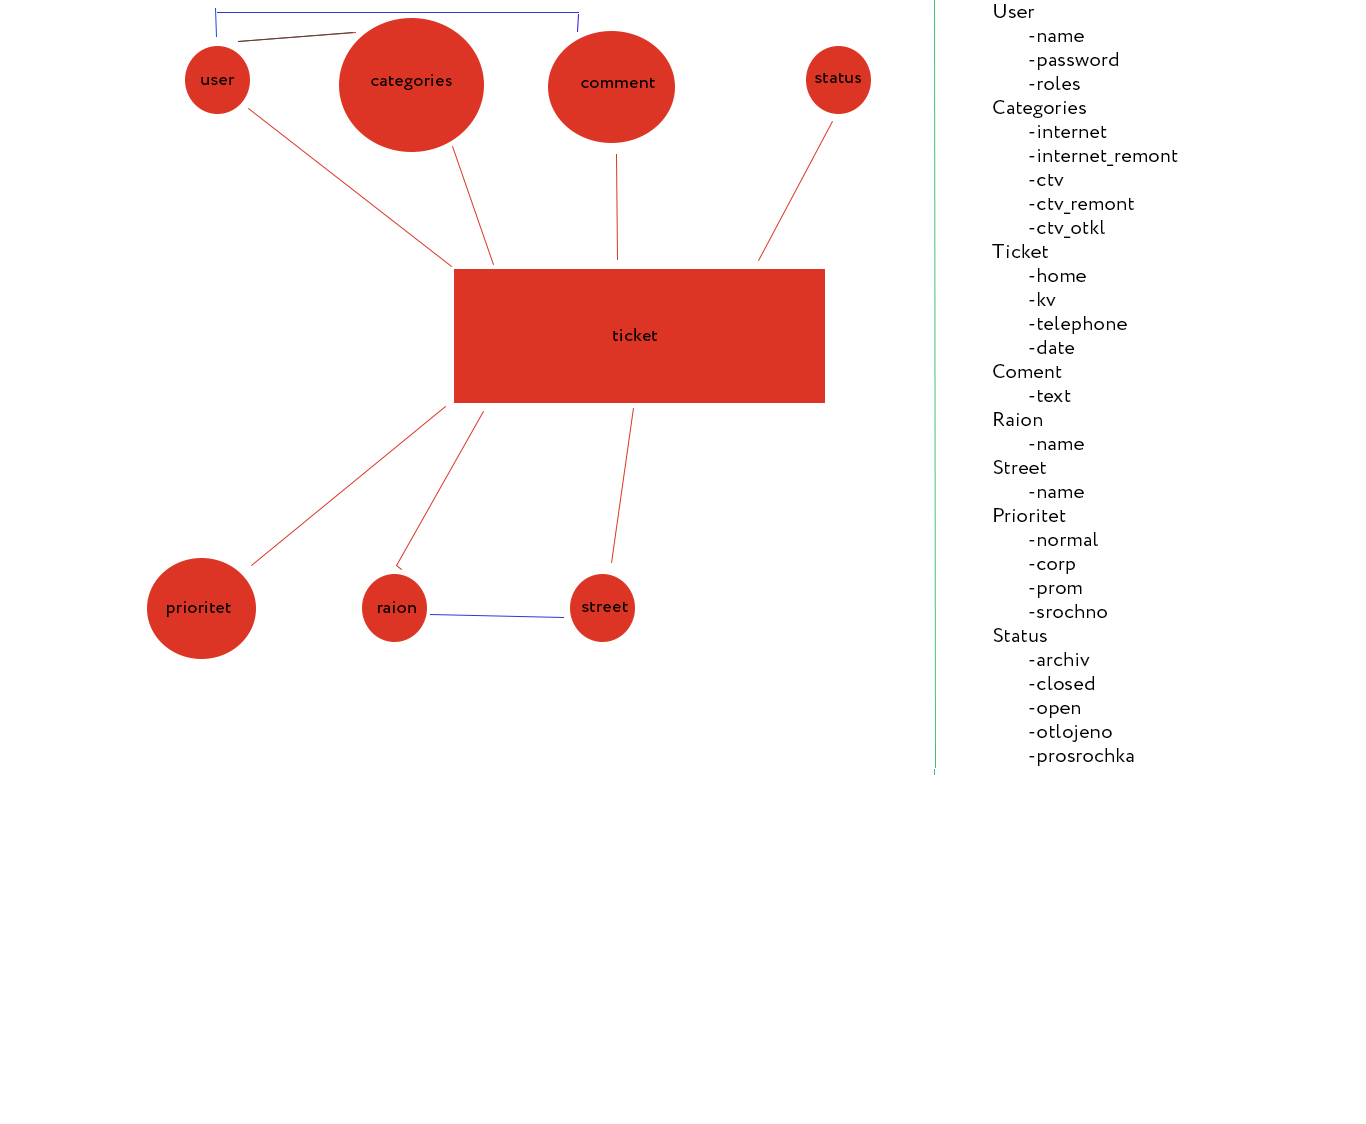 user
categories
comment
status
ticket
prioritet
raion
street
User
-name
-password
-roles
Categories
-internet
-internet_remont
-ctv
-ctv_remont
-ctv_otkl
Ticket
-home
-kv
-telephone
-date
Coment
-text
Raion
-name
Street
-name
Prioritet
-normal
-corp
-prom
-srochno
Status
-archiv
-closed
-open
-otlojeno
-prosrochka